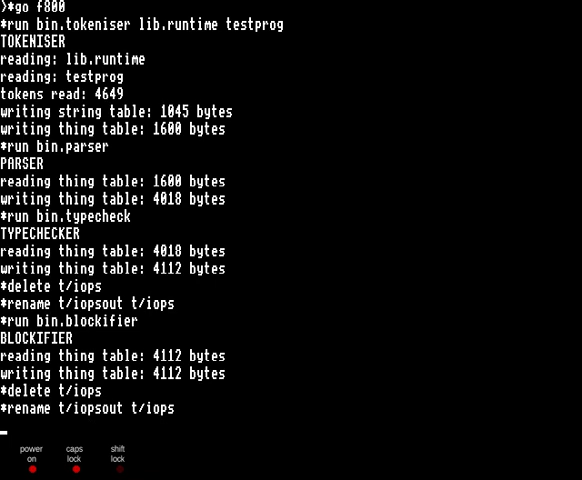 >*go f800
*run bin.tokeniser lib.runtime testprog
TOKENISER
reading: lib.runtime
reading: testprog
tokens read: 4649
writing string table: 1045 bytes
writing thing table: 1600 bytes
*run bin.parser
PARSER
reading thing table: 1600 bytes
writing thing table: 4018 bytes
*run bin.typecheck
TYPECHECKER
reading thing table: 4018 bytes
writing thing table: 4112 bytes
*delete t/iops
*rename t/iopsout t/iops
*run bin.blockifier
BLOCKIFIER
reading thing table: 4112 bytes
writing thing table: 4112 bytes
*delete t/iops
*rename t/iopsout t/iops
power on
caps lock
shift lock